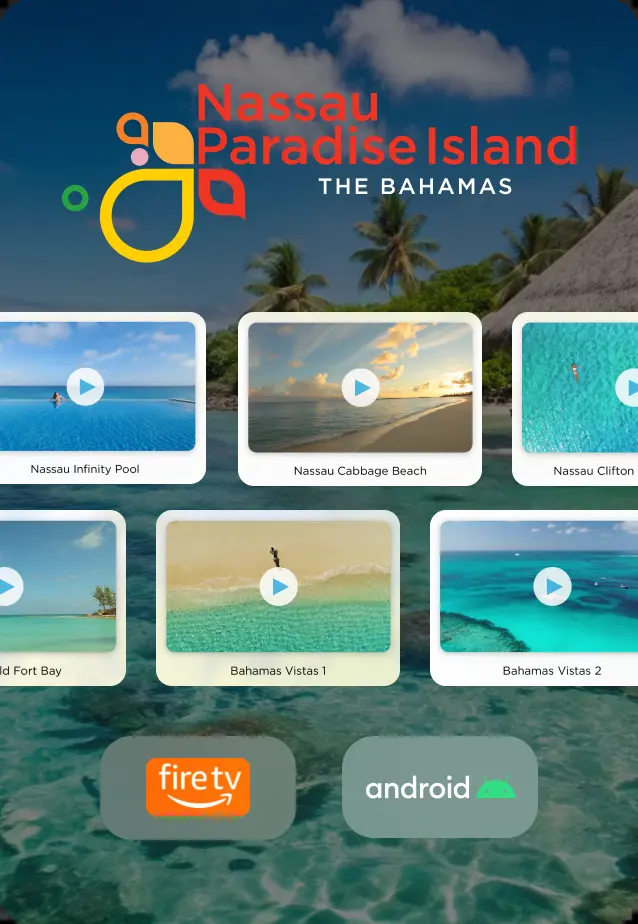 Nassau
Paradise Island
THE BAHAMAS
Nassau Infinity Pool
Nassau Cabbage Beach
Nassau Clifton
ld Fort Bay
Bahamas Vistas 1
Bahamas Vistas 2
fire tv
android